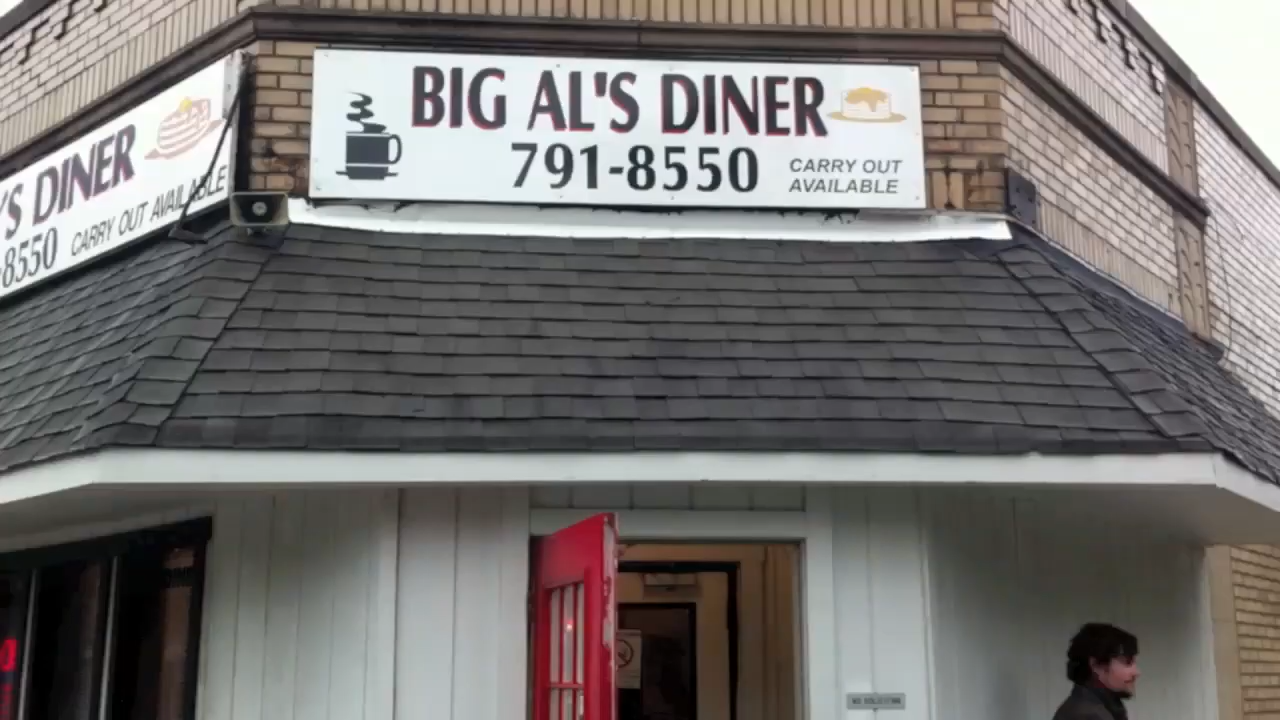 BIG AL'S DINER
791-8550
CARRY OUT
AVAILABLE
'S DINER
-8550 CARRY OUT AVAILABLE